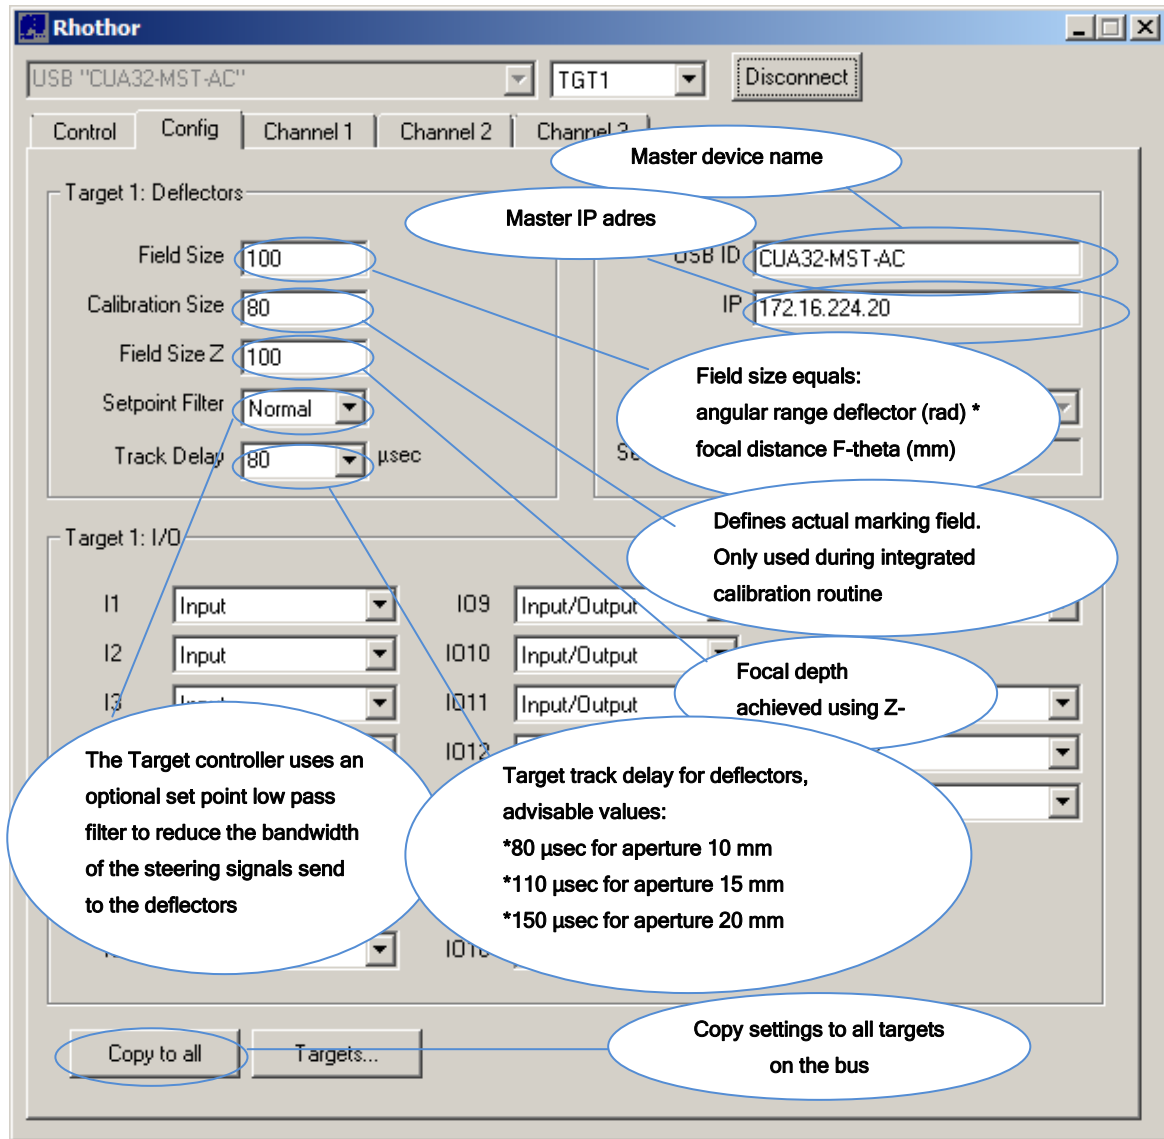 Rhothor
USB "CUA32-MST-AC"
TGT1
Disconnect
Control
Config
Channel 1
Channel 2
Channel 3
Master device name
Target 1: Deflectors
Master IP adres
Field Size
100
USB ID
CUA32-MST-AC
Calibration Size
80
IP
172.16.224.20
Field Size Z
100
Field size equals:
angular range deflector (rad) *
focal distance F-theta (mm)
Setpoint Filter
Normal
Track Delay
80
µsec
Defines actual marking field.
Only used during integrated
calibration routine
Target 1: I/O
I1
Input
IO9
Input/Output
I2
Input
IO10
Input/Output
I3
IO11
Input/Output
Focal depth
achieved using Z-
IO12
The Target controller uses an
optional set point low pass
filter to reduce the bandwidth
of the steering signals send
to the deflectors
Target track delay for deflectors,
advisable values:
*80 µsec for aperture 10 mm
*110 µsec for aperture 15 mm
*150 µsec for aperture 20 mm
Copy settings to all targets
on the bus
Copy to all
Targets...